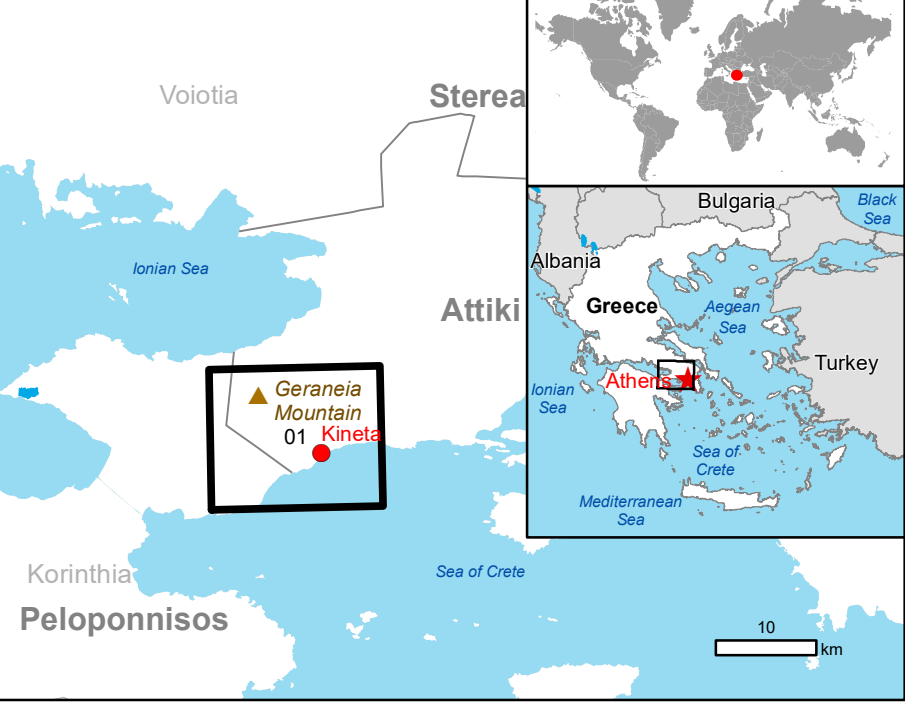 Voiotia
Sterea
Ionian Sea
Attiki
Geraneia
Mountain
01
Kineta
Korinthia
Peloponnisos
Sea of Crete
10
km
Bulgaria
Black
Sea
Albania
Greece
Aegean
Sea
Turkey
Athens
Ionian
Sea
Sea of
Crete
Mediterranean
Sea